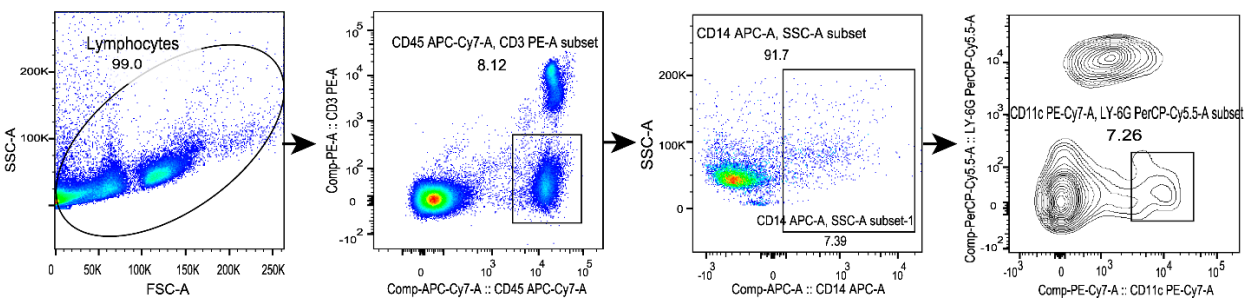 Lymphocytes
99.0
200K
100K
0
SSC-A
0 50K 100K 150K 200K 250K
FSC-A
CD45 APC-Cy7-A, CD3 PE-A subset
8.12
10^5
10^4
10^3
10^2
0
-10^2
Comp-PE-A :: CD3 PE-A
0 10^3 10^4 10^5
Comp-APC-Cy7-A :: CD45 APC-Cy7-A
CD14 APC-A, SSC-A subset
91.7
200K
100K
0
SSC-A
CD14 APC-A, SSC-A subset-1
7.39
-10^3 0 10^3 10^4
Comp-APC-A :: CD14 APC-A
10^5
10^4
10^3
10^2
0
-10^2
Comp-PerCP-Cy5.5-A :: LY-6G PerCP-Cy5.5-A
CD11c PE-Cy7-A, LY-6G PerCP-Cy5.5-A subset
7.26
-10^3 0 10^3 10^4 10^5
Comp-PE-Cy7-A :: CD11c PE-Cy7-A